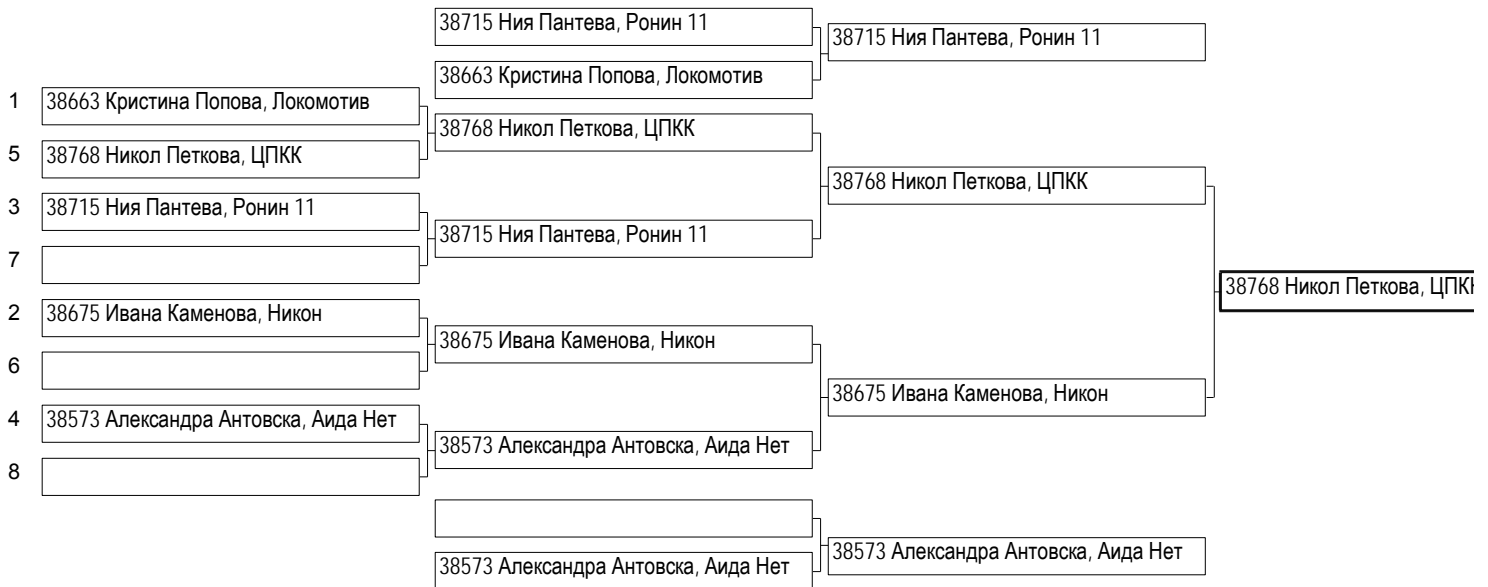 38715 Ния Пантева, Ронин 11
38715 Ния Пантева, Ронин 11
38663 Кристина Попова, Локомотив
1 38663 Кристина Попова, Локомотив
38768 Никол Петкова, ЦПКК
5 38768 Никол Петкова, ЦПКК
38768 Никол Петкова, ЦПКК
3 38715 Ния Пантева, Ронин 11
38715 Ния Пантева, Ронин 11
7
38768 Никол Петкова, ЦПКК
2 38675 Ивана Каменова, Никон
38675 Ивана Каменова, Никон
6
38675 Ивана Каменова, Никон
4 38573 Александра Антовска, Аида Нет
38573 Александра Антовска, Аида Нет
8
38573 Александра Антовска, Аида Нет
38573 Александра Антовска, Аида Нет